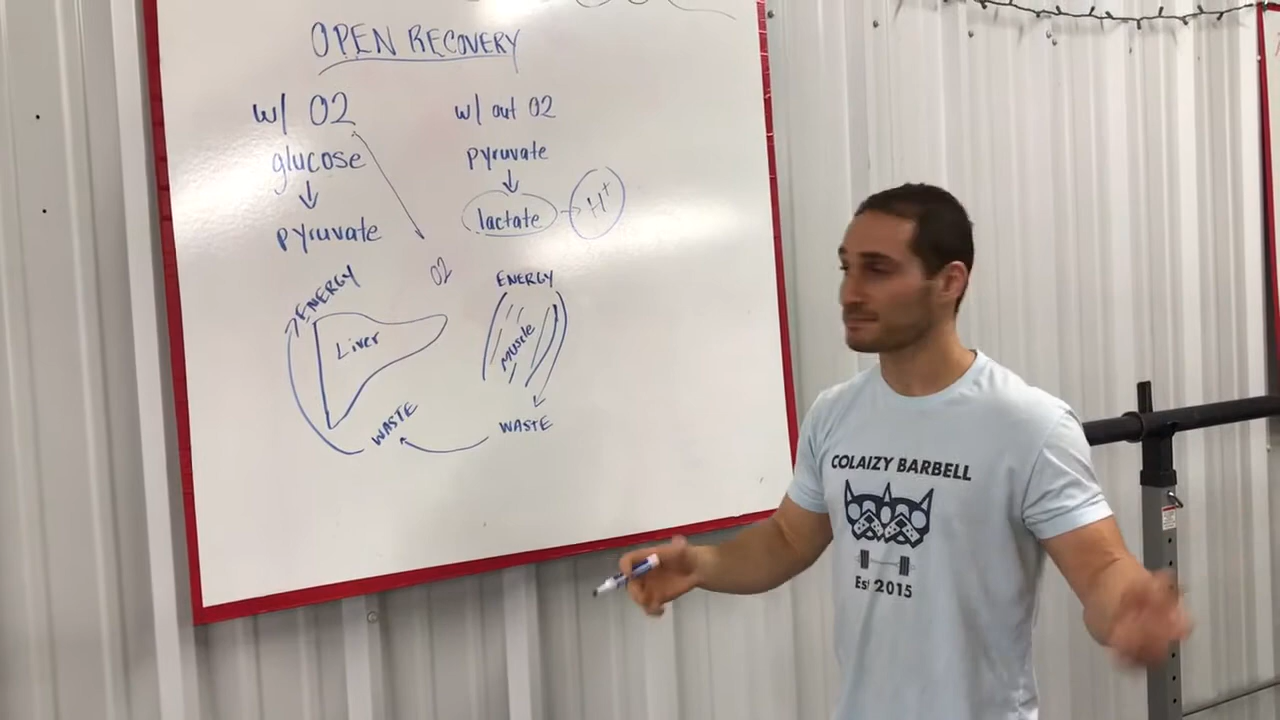 OPEN RECOVERY
w/ O2
glucose
↓
pyruvate
w/ out O2
pyruvate
↓
lactate
H+
O2
ENERGY
Liver
WASTE
ENERGY
Muscle
WASTE
COLAIZY BARBELL
Est 2015